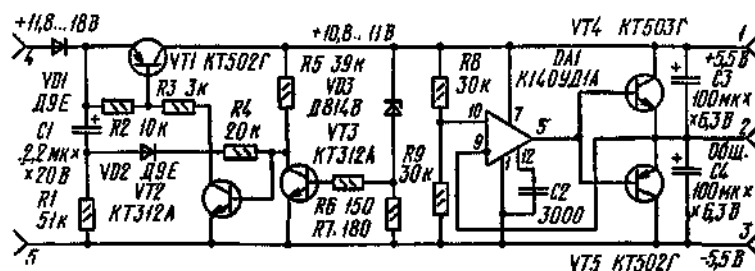 +11,8...18В
+10,8...11В
VT4 КТ503Г
4
1
VT1 КТ502Г
R5 39к
R8
30к
DA1
К140УД1А
+5,5В
VD1
Д9Е
R3 3к
VD3
Д814В
C3
100мк×
×6,3В
R4
20к
10
7
C1
R2 10к
VT3
КТ312А
9
5
2
2,2мк×
×20В
R9
30к
1
12
Общ.
VD2 Д9Е
C4
100мк×
×6,3В
R1
51к
VT2
КТ312А
R6 150
R7 180
C2
3000
5
3
VT5 КТ502Г
-5,5В